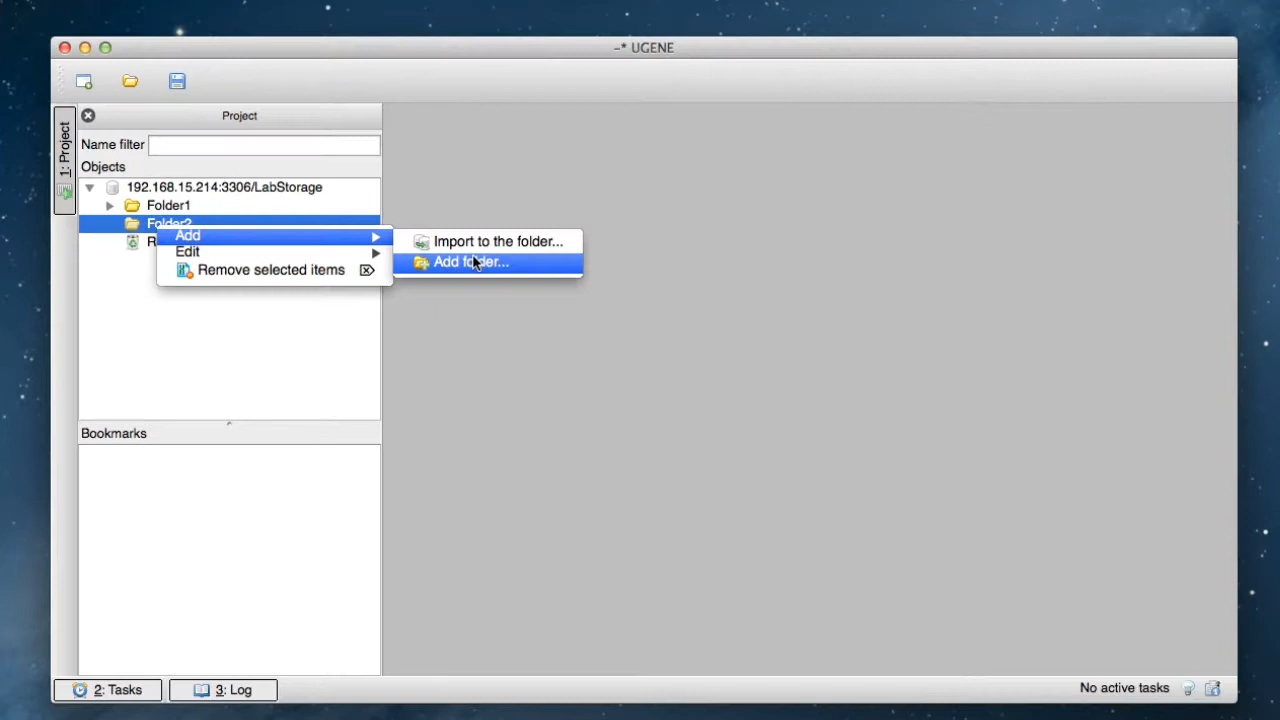 -* UGENE
Project
1: Project
Name filter
Objects
192.168.15.214:3306/LabStorage
Folder1
Folder2
R
Add
Edit
Remove selected items
Import to the folder...
Add folder...
Bookmarks
2: Tasks
3: Log
No active tasks